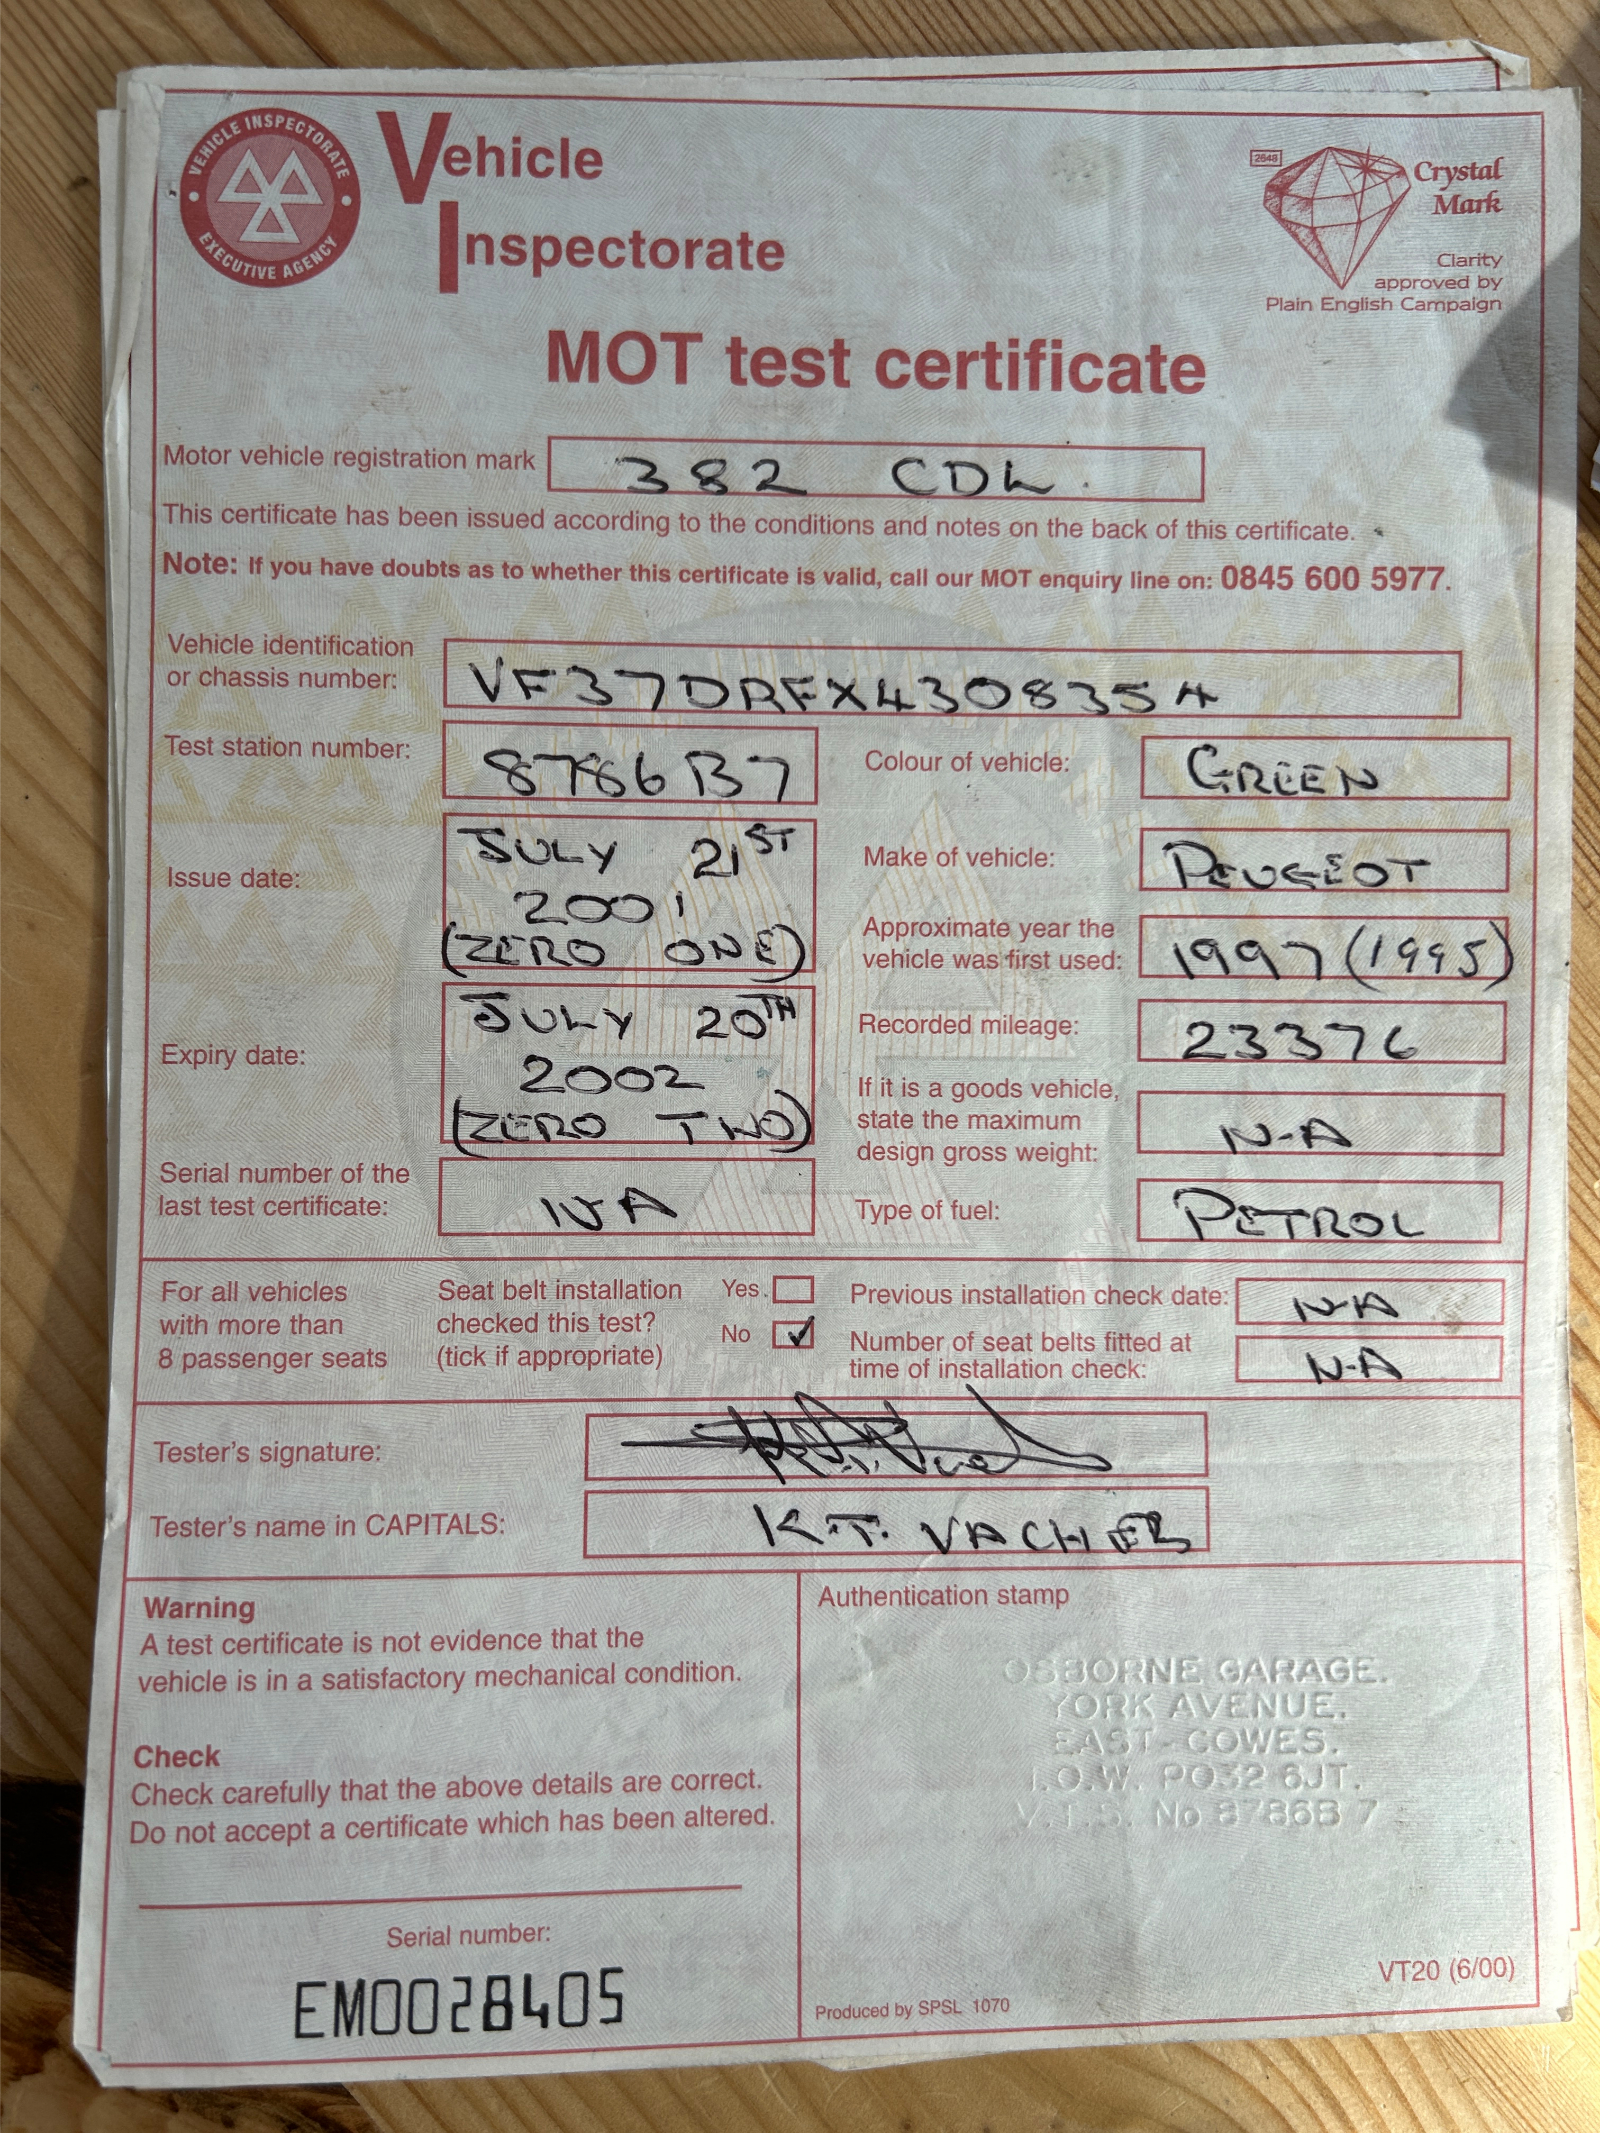 VEHICLE INSPECTORATE
EXECUTIVE AGENCY
Vehicle
Inspectorate
2648
Crystal
Mark
Clarity
approved by
Plain English Campaign
MOT test certificate
Motor vehicle registration mark 382 CDL
This certificate has been issued according to the conditions and notes on the back of this certificate.
Note: If you have doubts as to whether this certificate is valid, call our MOT enquiry line on: 0845 600 5977.
Vehicle identification
or chassis number: VF37DRFX4308354
Test station number: 8786B7
Issue date: JULY 21ST
2001
(ZERO ONE)
Expiry date: JULY 20TH
2002
(ZERO TWO)
Serial number of the
last test certificate: NA
Colour of vehicle: GREEN
Make of vehicle: PEUGEOT
Approximate year the
vehicle was first used: 1997 (1995)
Recorded mileage: 23376
If it is a goods vehicle,
state the maximum
design gross weight: N-A
Type of fuel: PETROL
For all vehicles
with more than
8 passenger seats
Seat belt installation
checked this test?
(tick if appropriate)
Yes
No ✓
Previous installation check date: N-A
Number of seat belts fitted at
time of installation check: N-A
Tester's signature:
Tester's name in CAPITALS: K.T. VACHER
Warning
A test certificate is not evidence that the
vehicle is in a satisfactory mechanical condition.
Check
Check carefully that the above details are correct.
Do not accept a certificate which has been altered.
Serial number:
EM0028405
Authentication stamp
OSBORNE GARAGE.
YORK AVENUE.
EAST-COWES.
I.O.W. PO32 6JT.
V.T.S. No 8786B7
VT20 (6/00)
Produced by SPSL 1070